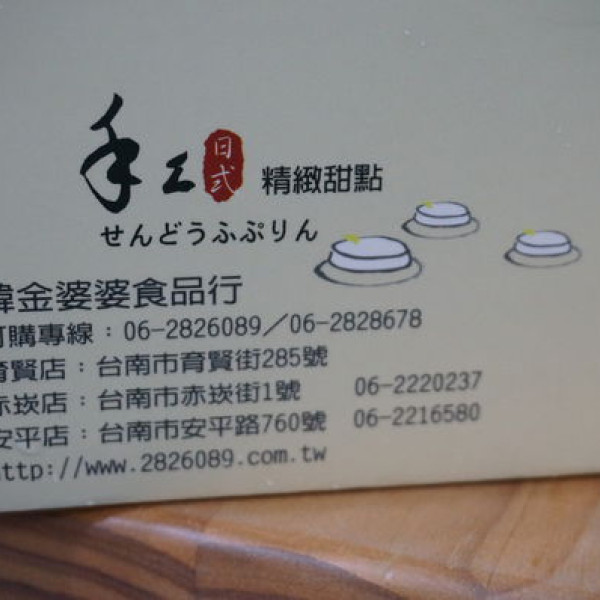 手工日式 精緻甜點
せんどうふぷりん
韓金婆婆食品行
訂購專線：06-2826089／06-2828678
育賢店：台南市育賢街285號
赤崁店：台南市赤崁街1號 06-2220237
安平店：台南市安平路760號 06-2216580
http://www.2826089.com.tw